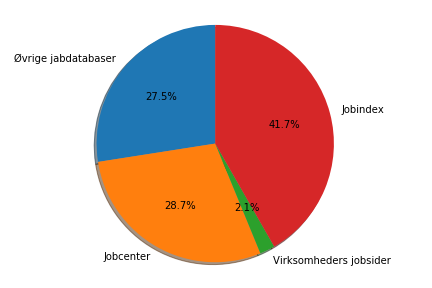 Øvrige jabdatabaser
27.5%
Jobindex
41.7%
28.7%
2.1%
Jobcenter
Virksomheders jobsider